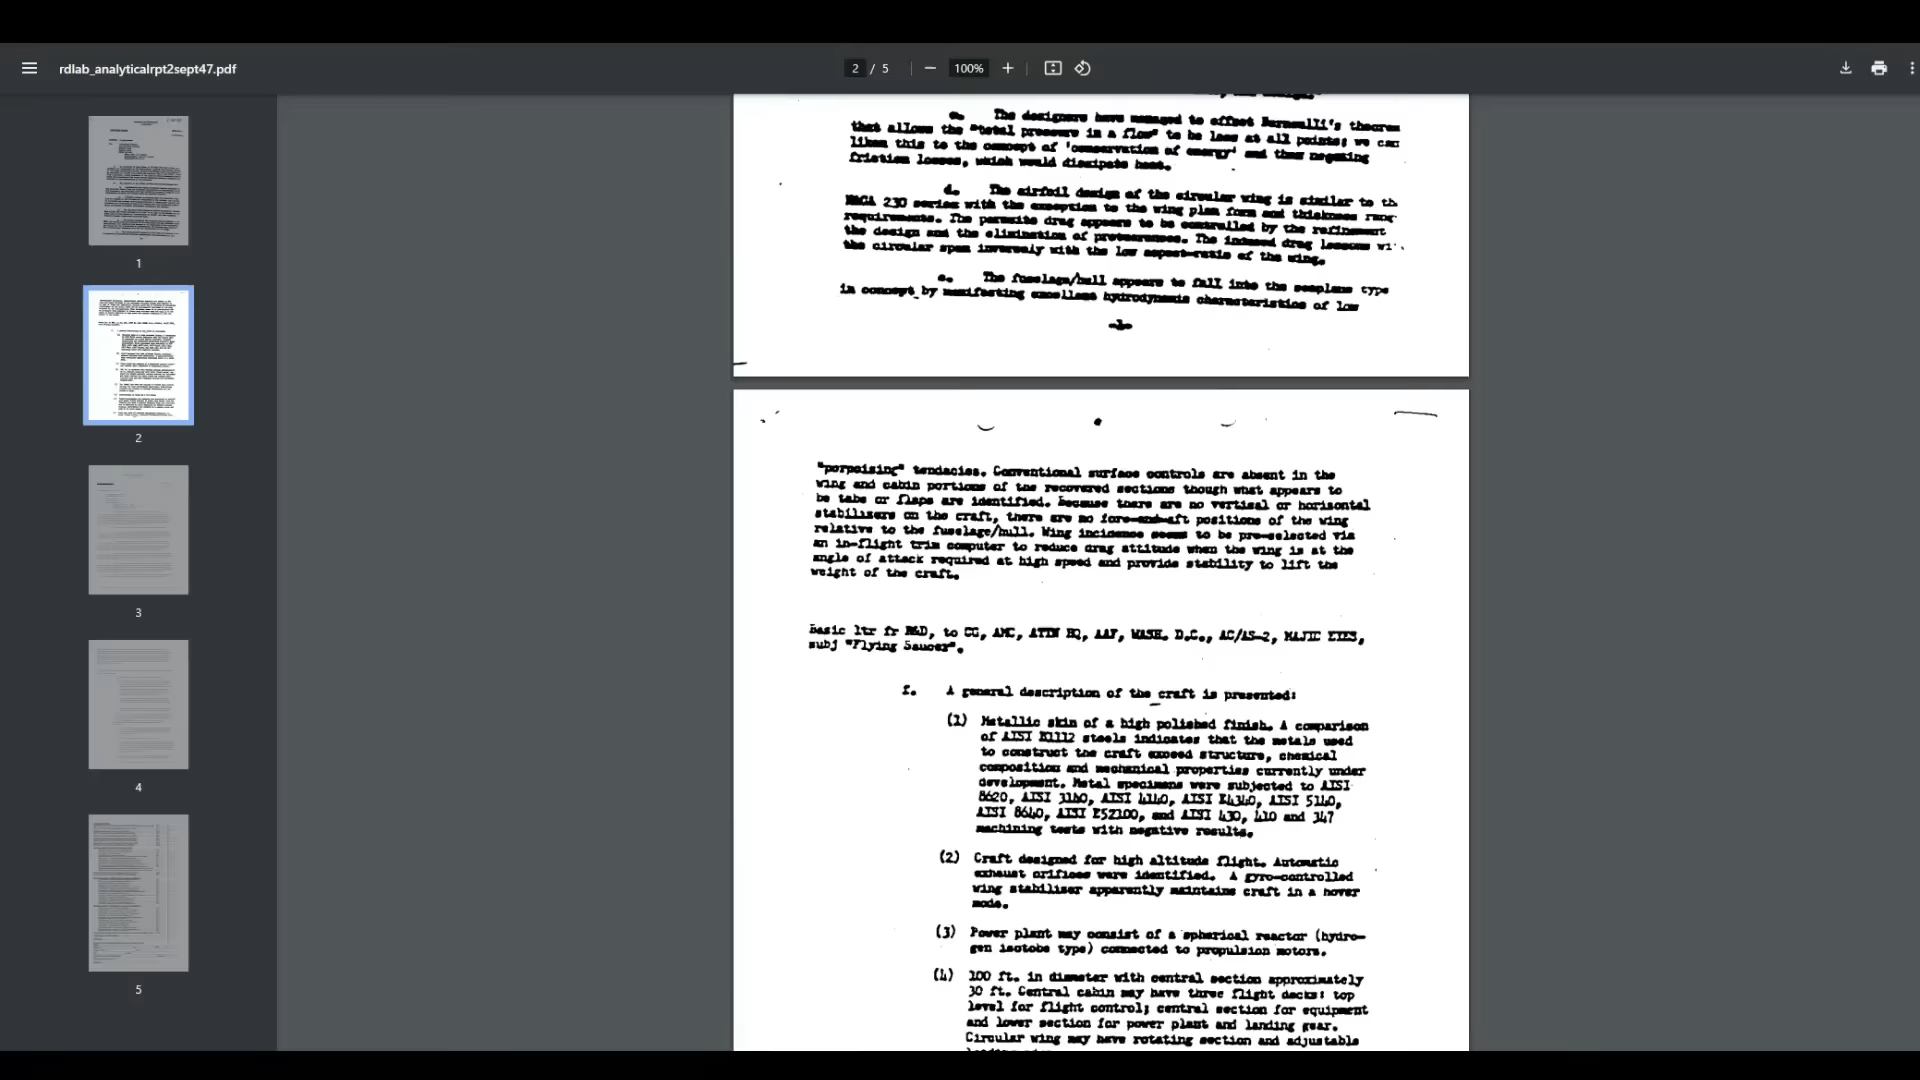 rdlab_analyticalrpt2sept47.pdf
2 / 5
100%
1
2
3
4
5
The designers have managed to offset Bernoulli's theorem
that allows the "total pressure in a flow" to be less at all points; we can
liken this to the concept of 'conservation of energy' and thus negating
friction losses, which would dissipate heat.
d. The airfoil design of the circular wing is similar to th
NACA 230 series with the exception to the wing plan form and thickness rang
requirements. The parasite drag appears to be controlled by the refinement
the design and the elimination of protuerances. The induced drag lessens wi
the circular span inversely with the low aspect-ratio of the wing.
e. The fuselage/hull appears to fall into the seaplane type
in concept by manifesting excellent hydrodynamic characteristics of low
"porpoising" tendacies. Conventional surface controls are absent in the
wing and cabin portions of the recovered sections though what appears to
be tabs or flaps are identified. Because there are no vertical or horizontal
stabilizers on the craft, there are no fore-and-aft positions of the wing
relative to the fuselage/hull. Wing incidence seems to be pre-selected via
an in-flight trim computer to reduce drag attitude when the wing is at the
angle of attack required at high speed and provide stability to lift the
weight of the craft.
Basic ltr fr R&D, to CG, AMC, ATTN HQ, AAF, WASH. D.C., AC/AS-2, MAJIC EYES,
subj "Flying Saucer".
f. A general description of the craft is presented:
(1) Metallic skin of a high polished finish. A comparison
of AISI B1112 steels indicates that the metals used
to construct the craft exceed structure, chemical
composition and mechanical properties currently under
development. Metal specimens were subjected to AISI
8620, AISI 3140, AISI 4140, AISI E4340, AISI 5140,
AISI 8640, AISI E52100, and AISI 430, 410 and 347
machining tests with negative results.
(2) Craft designed for high altitude flight. Automatic
exhaust orifices were identified. A gyro-controlled
wing stabilizer apparently maintains craft in a hover
mode.
(3) Power plant may consist of a spherical reactor (hydro-
gen isotobe type) connected to propulsion motors.
(4) 100 ft. in diameter with central section approximately
30 ft. Central cabin may have three flight decks: top
level for flight control; central section for equipment
and lower section for power plant and landing gear.
Circular wing may have rotating section and adjustable